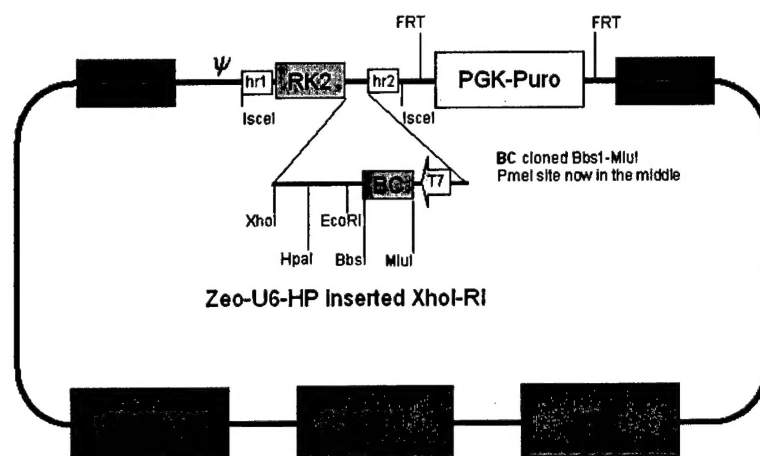 FRT FRT
Ψ hr1 RK2 hr2 PGK-Puro
IsceI IsceI
BC T7
BC cloned Bbs1-MluI
PmeI site now in the middle
XhoI EcoRI
HpaI BbsI MluI
Zeo-U6-HP Inserted XhoI-RI